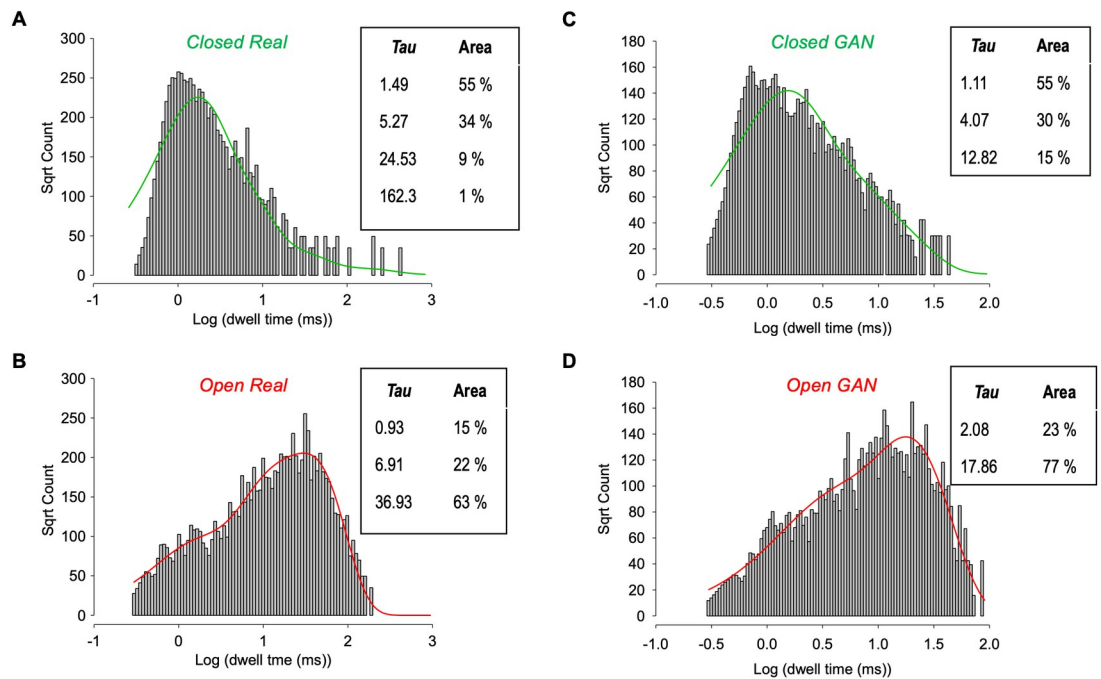 A
Closed Real
Sqrt Count
300
250
200
150
100
50
0
-1 0 1 2 3
Log (dwell time (ms))
Tau Area
1.49 55 %
5.27 34 %
24.53 9 %
162.3 1 %
C
Closed GAN
Sqrt Count
180
160
140
120
100
80
60
40
20
0
-1.0 -0.5 0.0 0.5 1.0 1.5 2.0
Log (dwell time (ms))
Tau Area
1.11 55 %
4.07 30 %
12.82 15 %
B
Open Real
Sqrt Count
300
250
200
150
100
50
0
-1 0 1 2 3
Log (dwell tme (ms))
Tau Area
0.93 15 %
6.91 22 %
36.93 63 %
D
Open GAN
Sqrt Count
180
160
140
120
100
80
60
40
20
0
-1.0 -0.5 0.0 0.5 1.0 1.5 2.0
Log (dwell time (ms))
Tau Area
2.08 23 %
17.86 77 %